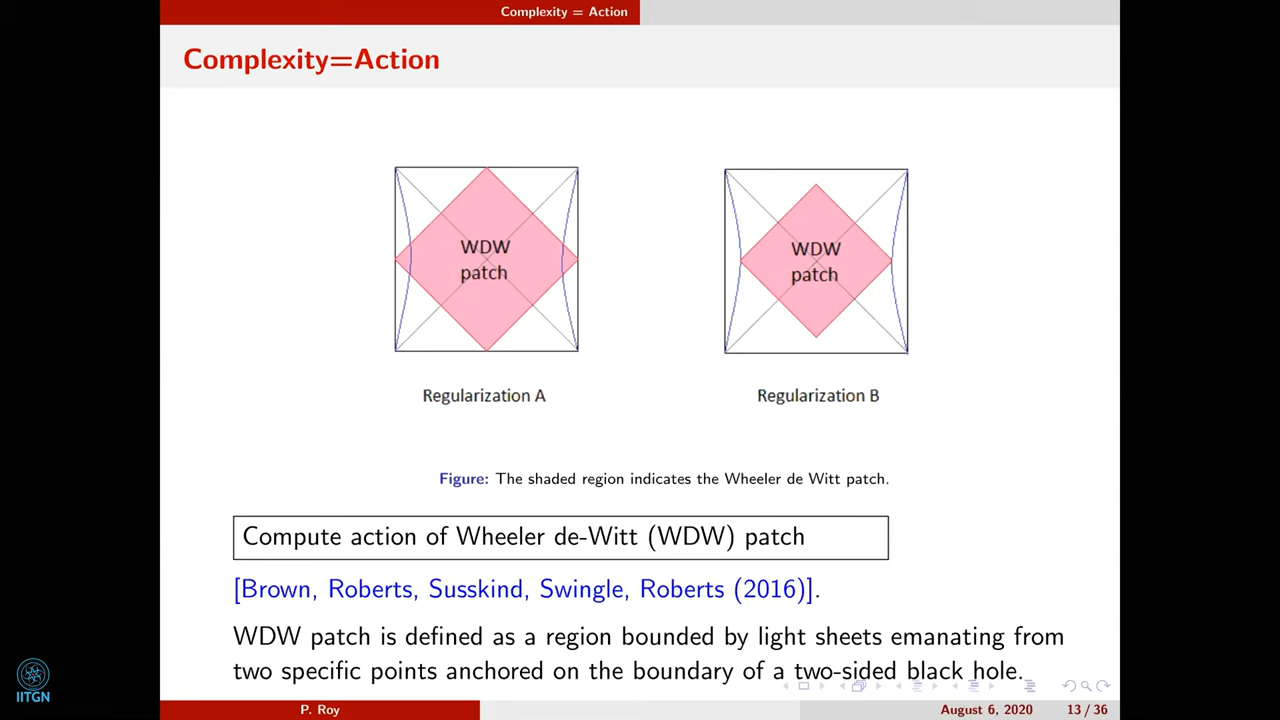 Complexity = Action
Complexity=Action
WDW
patch
WDW
patch
Regularization A
Regularization B
Figure: The shaded region indicates the Wheeler de Witt patch.
Compute action of Wheeler de-Witt (WDW) patch
[Brown, Roberts, Susskind, Swingle, Roberts (2016)].
WDW patch is defined as a region bounded by light sheets emanating from
two specific points anchored on the boundary of a two-sided black hole.
IITGN
P. Roy
August 6, 2020
13 / 36